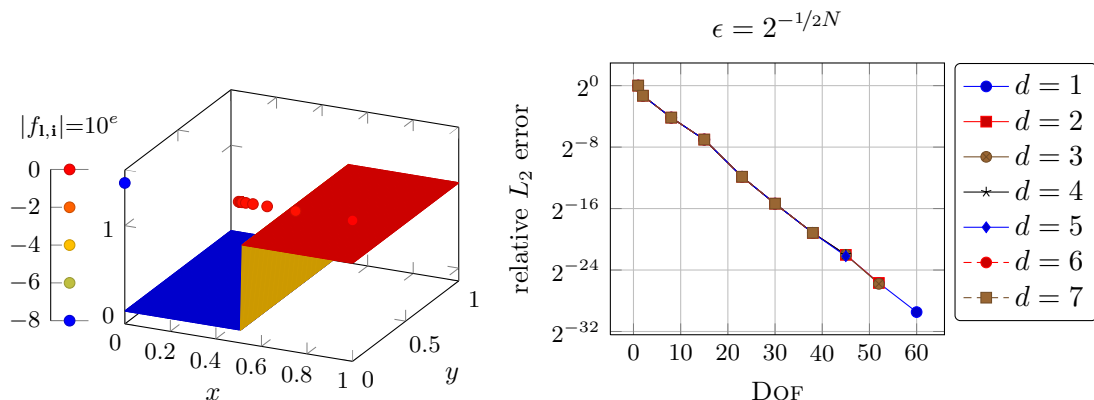 |f_{l,i}|=10^e
0
−2
−4
−6
−8
1
0
0
0.2
0.4
0.6
0.8
1
x
0
0.5
1
y
ϵ = 2^{−1/2N}
relative L_2 error
2^0
2^{−8}
2^{−16}
2^{−24}
2^{−32}
0 10 20 30 40 50 60
DOF
d = 1
d = 2
d = 3
d = 4
d = 5
d = 6
d = 7